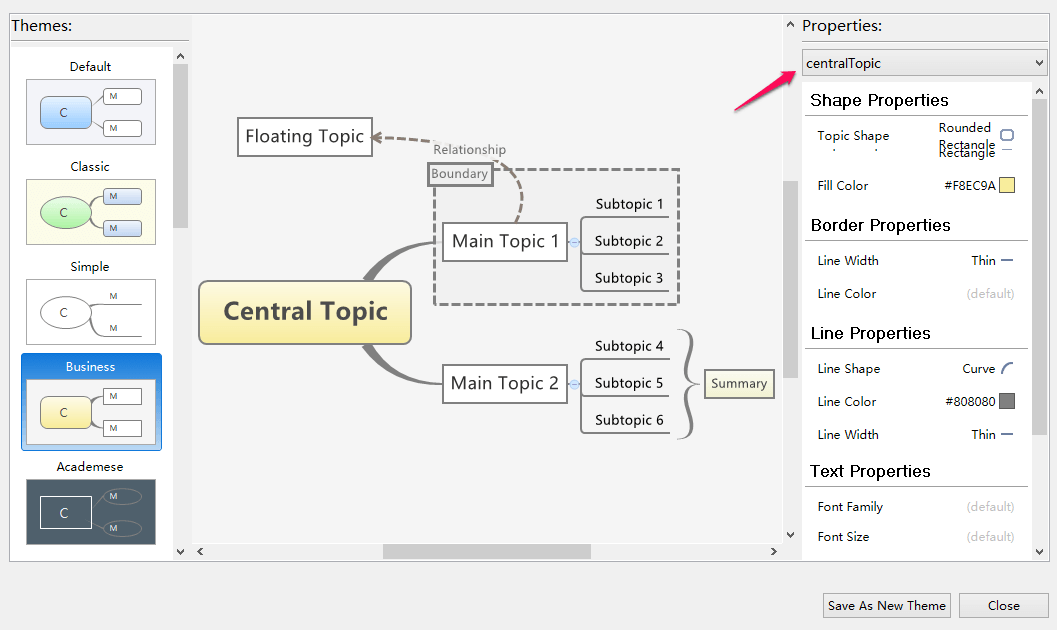 Themes:
Default
C
M
M
Classic
C
M
M
Simple
C
M
M
Business
C
M
M
Academese
C
M
M
Floating Topic
Relationship
Boundary
Main Topic 1
Subtopic 1
Subtopic 2
Subtopic 3
Central Topic
Main Topic 2
Subtopic 4
Subtopic 5
Subtopic 6
Summary
Properties:
centralTopic
Shape Properties
Topic Shape
Rounded
Rectangle
Rectangle
Fill Color #F8EC9A
Border Properties
Line Width Thin
Line Color (default)
Line Properties
Line Shape Curve
Line Color #808080
Line Width Thin
Text Properties
Font Family (default)
Font Size (default)
Save As New Theme Close